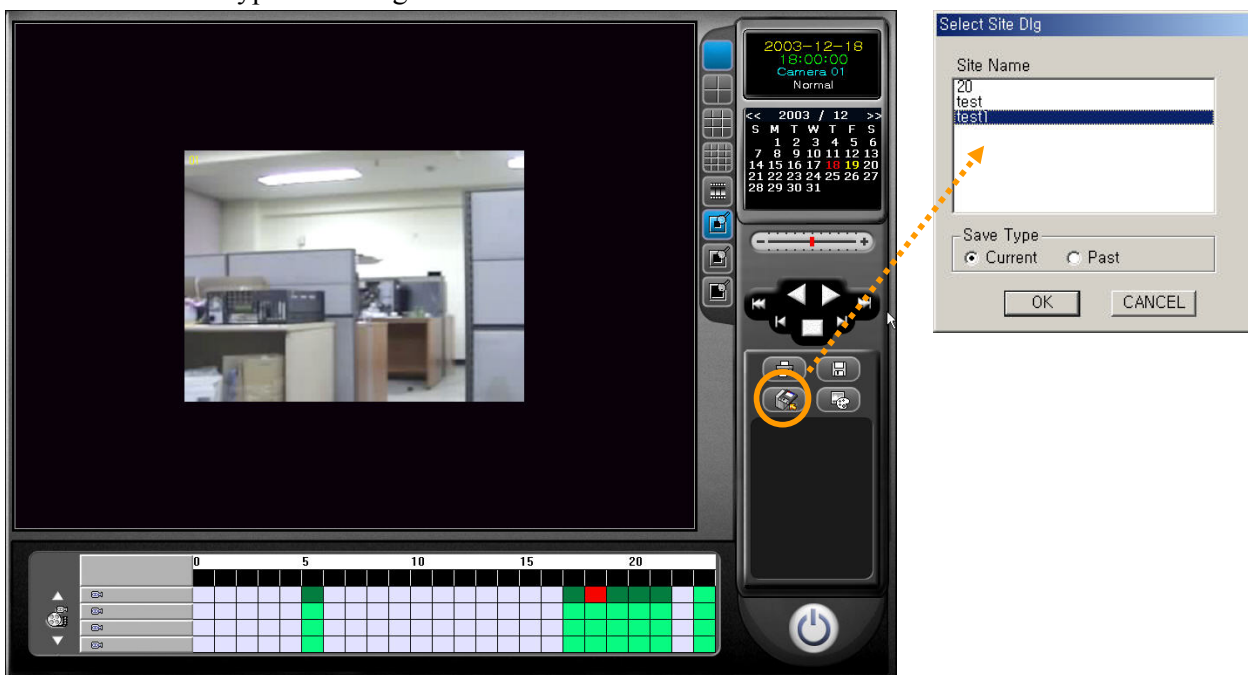 Select Site Dlg
Site Name
20
test
test1
Save Type
Current Past
OK CANCEL
2003-12-18
18:00:00
Camera 01
Normal
<< 2003 / 12 >>
S M T W T F S
1 2 3 4 5 6
7 8 9 10 11 12 13
14 15 16 17 18 19 20
21 22 23 24 25 26 27
28 29 30 31
- +
0 5 10 15 20